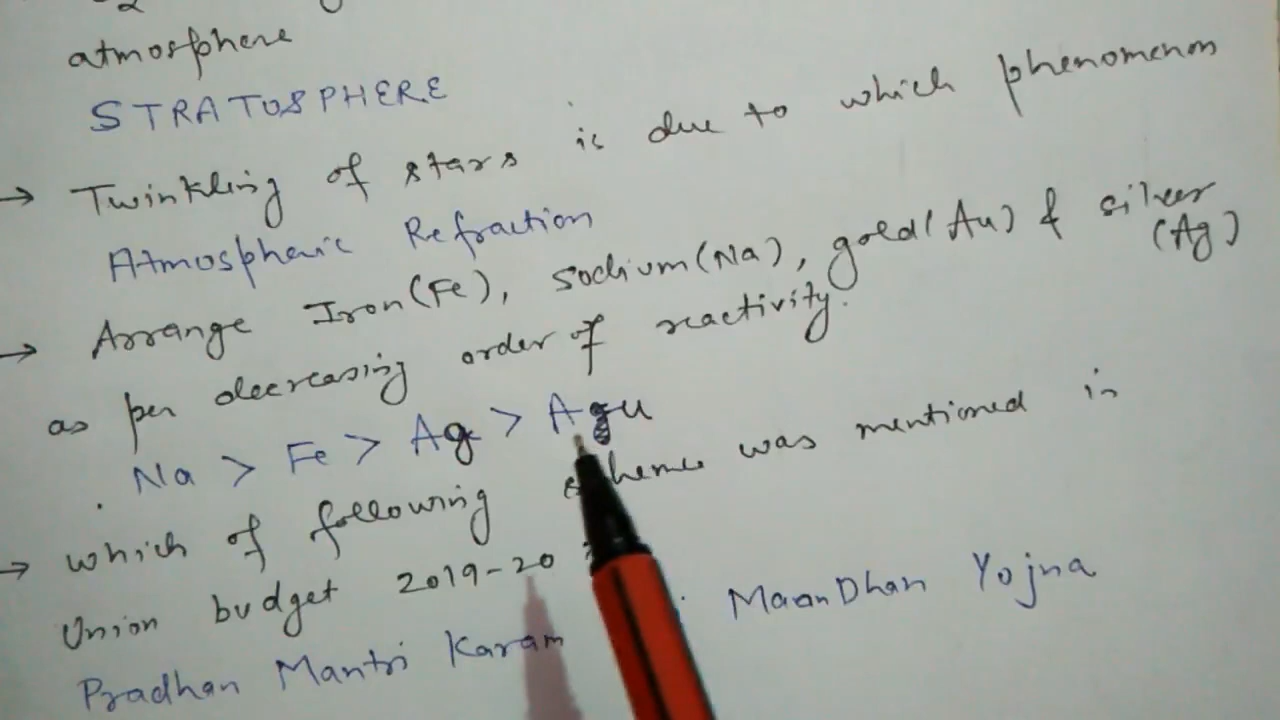 atmosphere
STRATOSPHERE
→ Twinkling of stars is due to which phenomenon
Atmospheric Refraction
→ Arrange Iron(Fe), sodium(Na), gold(Au) & silver (Ag)
as per decreasing order of reactivity.
Na > Fe > Ag > Au
→ which of following scheme was mentioned in
Union budget 2019-20
Pradhan Mantri Karam MaanDhan Yojna